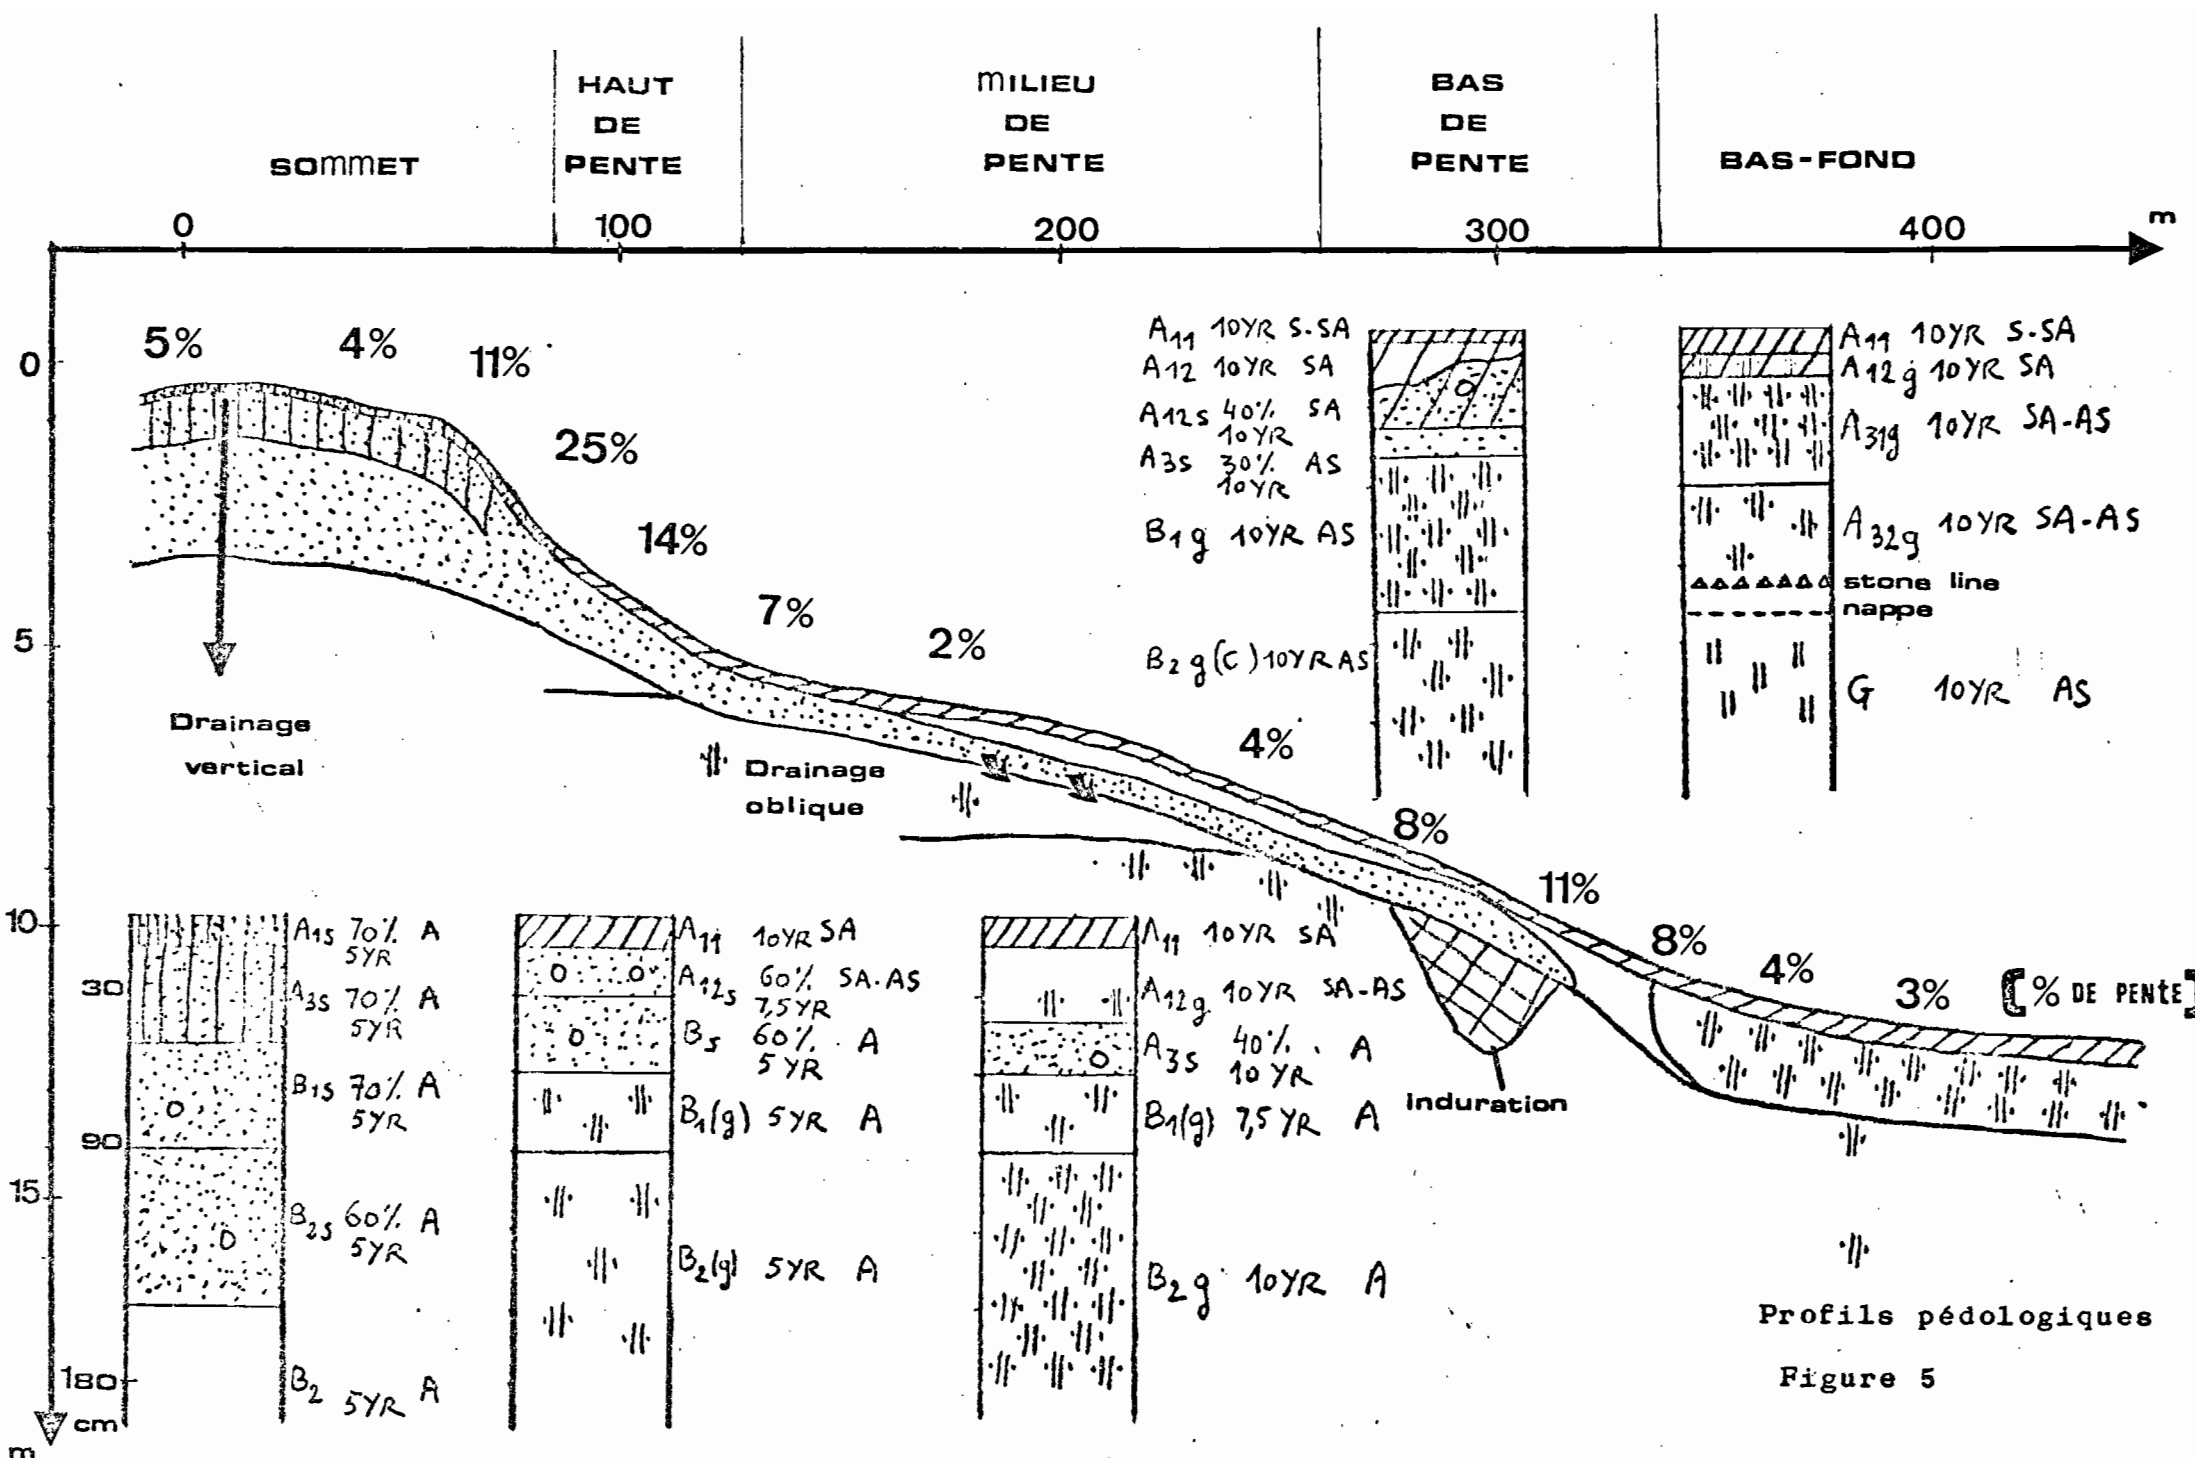 HAUT
DE
PENTE
MILIEU
DE
PENTE
BAS
DE
PENTE
SOMMET
BAS-FOND
0 100 200 300 400 m
0
5
10
15
m
5% 4% 11%
25%
14%
7%
2%
4%
8%
11%
8%
4%
3%
[% DE PENTE]
Drainage
vertical
Drainage
oblique
Induration
A11 10YR S-SA
A12 10YR SA
A12s 40% SA
10YR
A3s 30% AS
10YR
B1g 10YR AS
B2g(c) 10YR AS
A11 10YR S-SA
A12g 10YR SA
A31g 10YR SA-AS
A32g 10YR SA-AS
stone line
nappe
G 10YR AS
30
90
180
cm
A1s 70% A
5YR
A3s 70% A
5YR
B1s 70% A
5YR
B2s 60% A
5YR
B2 5YR A
A11 10YR SA
A12s 60% SA-AS
7,5YR
Bs 60% A
5YR
B1(g) 5YR A
B2(g) 5YR A
A11 10YR SA
A12g 10YR SA-AS
A3s 40% A
10YR
B1(g) 7,5YR A
B2g 10YR A
Profils pédologiques
Figure 5